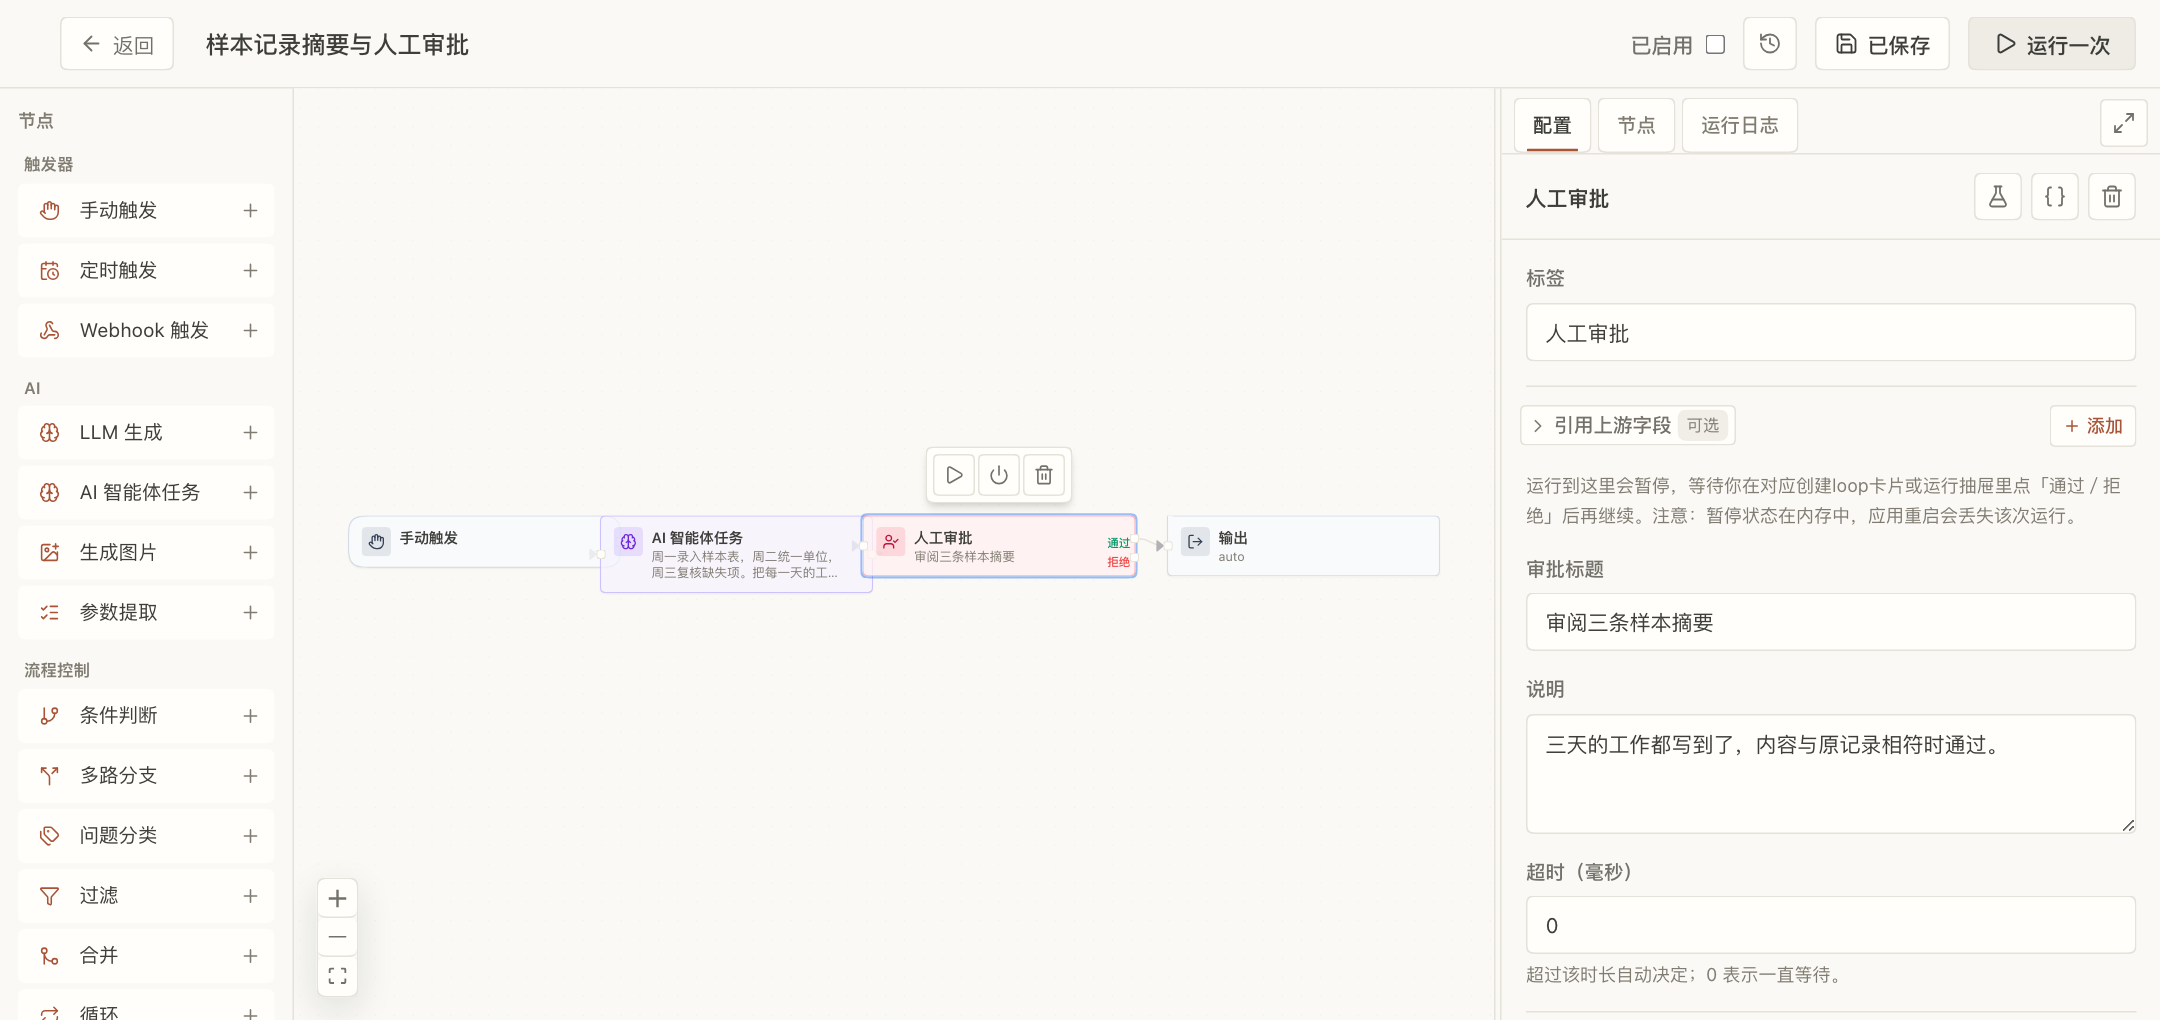 返回
样本记录摘要与人工审批
已启用
已保存
运行一次
节点
触发器
手动触发
定时触发
Webhook 触发
AI
LLM 生成
AI 智能体任务
生成图片
参数提取
流程控制
条件判断
多路分支
问题分类
过滤
合并
循环
手动触发
AI 智能体任务
周一录入样本表，周二统一单位，
周三复核缺失项。把每一天的工...
人工审批
审阅三条样本摘要
通过
拒绝
输出
auto
配置
节点
运行日志
人工审批
标签
人工审批
引用上游字段 可选
添加
运行到这里会暂停，等待你在对应创建loop卡片或运行抽屉里点「通过 / 拒
绝」后再继续。注意：暂停状态在内存中，应用重启会丢失该次运行。
审批标题
审阅三条样本摘要
说明
三天的工作都写到了，内容与原记录相符时通过。
超时（毫秒）
0
超过该时长自动决定；0 表示一直等待。